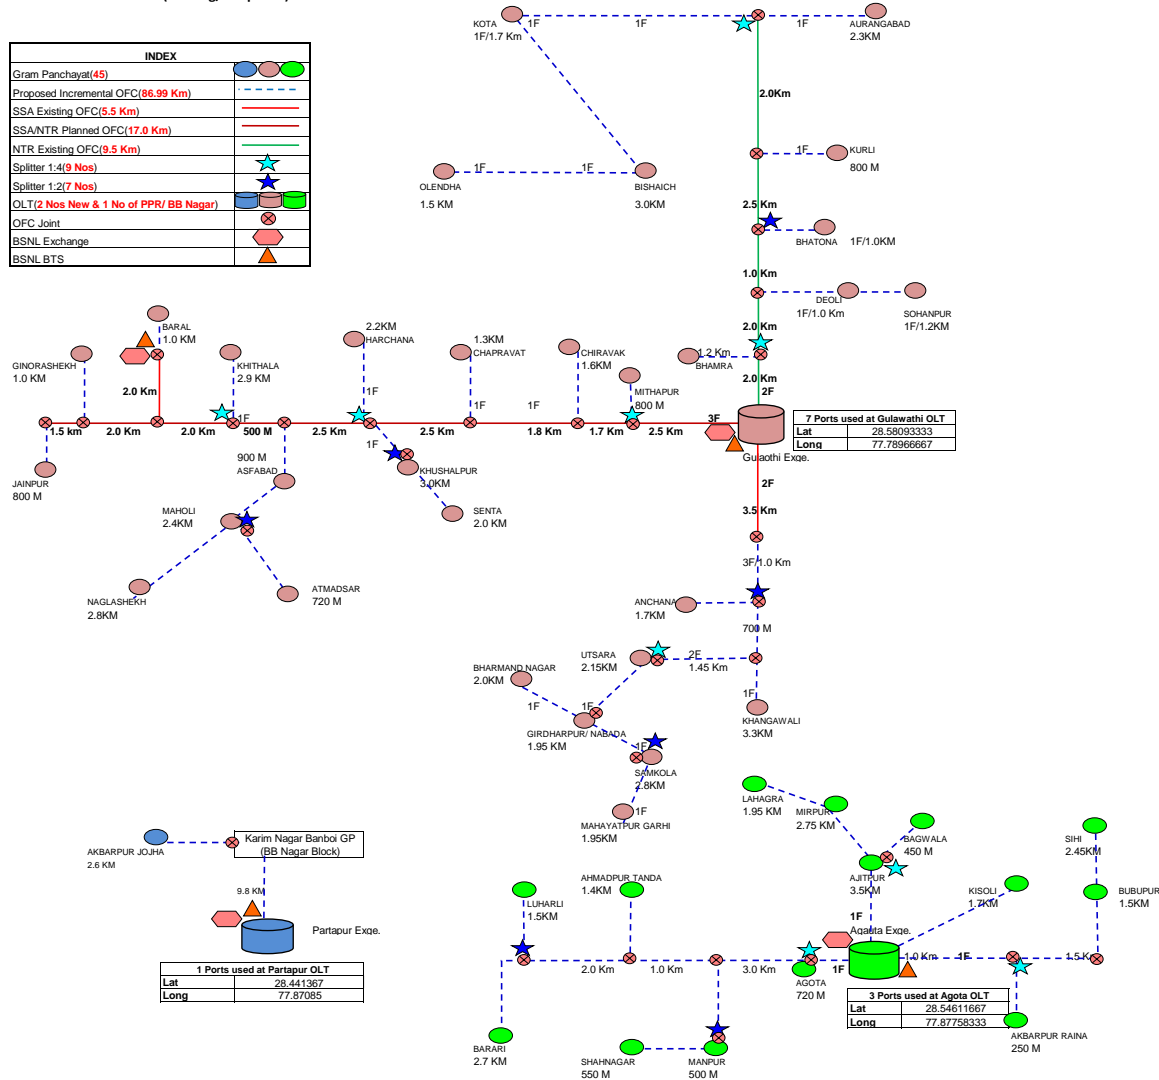 INDEX
Gram Panchayat(45)
Proposed Incremental OFC(86.99 Km)
SSA Existing OFC(5.5 Km)
SSA/NTR Planned OFC(17.0 Km)
NTR Existing OFC(9.5 Km)
Splitter 1:4(9 Nos)
Splitter 1:2(7 Nos)
OLT(2 Nos New & 1 No of PPR/ BB Nagar)
OFC Joint
BSNL Exchange
BSNL BTS
KOTA
1F/1.7 Km
1F
1F
1F
AURANGABAD
2.3KM
2.0Km
1F
KURLI
800 M
OLENDHA
1.5 KM
1F
1F
BISHAICH
3.0KM
2.5Km
BHATONA
1F/1.0KM
1.0 Km
DEOLI
1F/1.0 Km
SOHANPUR
1F/1.2KM
2.0Km
1.2 Km
BHAMRA
2.0Km
2F
BARAL
1.0 KM
GINORASHEKH
1.0 KM
KHITHALA
2.9 KM
2.2KM
HARCHANA
1.3KM
CHAPRAVAT
CHIRAVAK
1.6KM
MITHAPUR
800 M
2.0 Km
1F
1F
1F
1F
3F
1.5 km
2.0 Km
2.0 Km
500 M
2.5 Km
2.5 Km
1.8 Km
1.7 Km
2.5 Km
7 Ports used at Gulawathi OLT
Lat 28.58093333
Long 77.78966667
Gulaothi Exge.
JAINPUR
800 M
900 M
ASFABAD
1F
KHUSHALPUR
3.0KM
SENTA
2.0 KM
MAHOLI
2.4KM
NAGLASHEKH
2.8KM
ATMADSAR
720 M
2F
3.5Km
3F/1.0 Km
ANCHANA
1.7KM
700 M
UTSARA
2.15KM
2F
1.45 Km
BHARMAND NAGAR
2.0KM
1F
1F
1F
KHANGAWALI
3.3KM
GIRDHARPUR/ NABADA
1.95 KM
1F
SAMKOLA
2.8KM
1F
MAHAYATPUR GARHI
1.95KM
LAHAGRA
1.95 KM
MIRPUR
2.75 KM
BAGWALA
450 M
AJITPUR
3.5KM
SIHI
2.45KM
BUBUPUR
1.5KM
KISOLI
1.7KM
AKBARPUR JOJHA
2.6 KM
Karim Nagar Banboi GP
(BB Nagar Block)
9.8 KM
Partapur Exge.
1 Ports used at Partapur OLT
Lat 28.441367
Long 77.87085
LUHARLI
1.5KM
AHMADPUR TANDA
1.4KM
1F
Agauta Exge.
2.0 Km
1.0 Km
3.0 Km
1F
1.0 Km
1F
1.5 Km
AGOTA
720 M
3 Ports used at Agota OLT
Lat 28.54611667
Long 77.87758333
AKBARPUR RAINA
250 M
BARARI
2.7 KM
SHAHNAGAR
550 M
MANPUR
500 M